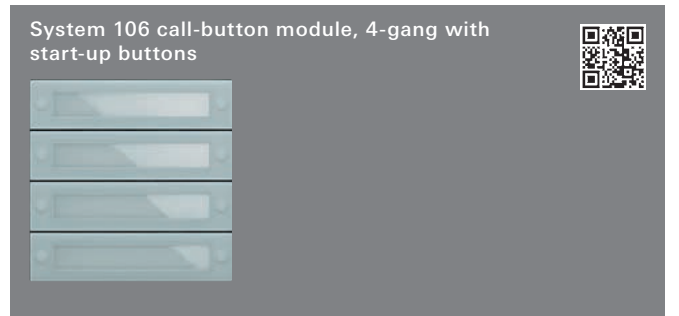 System 106 call-button module, 4-gang with
start-up buttons